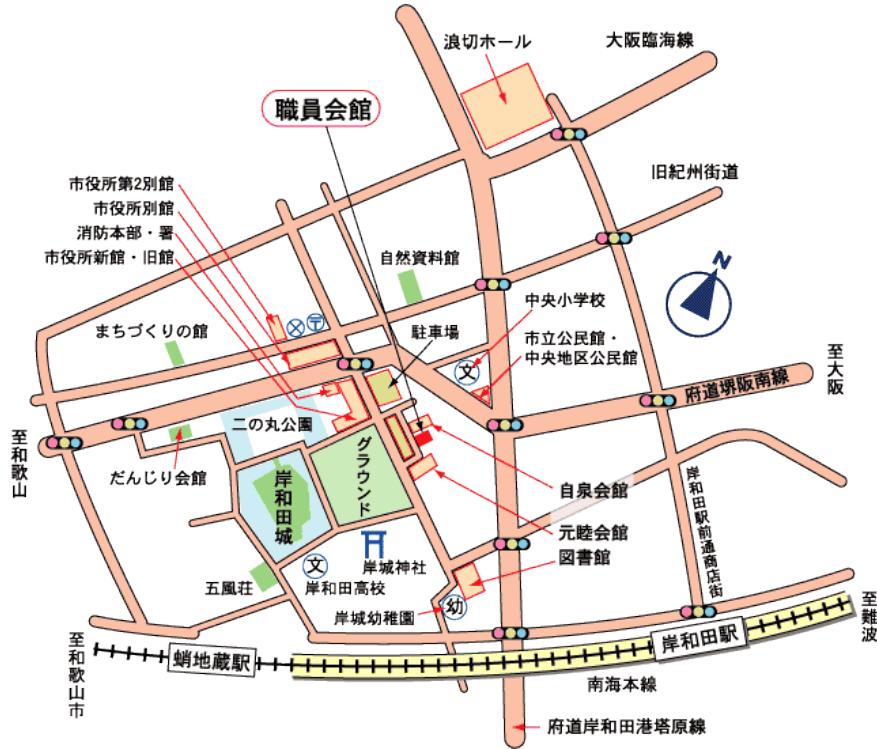 浪切ホール
大阪臨海線
職員会館
旧紀州街道
市役所第2別館
市役所別館
消防本部・署
市役所新館・旧館
自然資料館
N
中央小学校
まちづくりの館
〒
駐車場
文
市立公民館・
中央地区公民館
至大阪
府道堺阪南線
二の丸公園
至和歌山
だんじり会館
グラウンド
岸和田城
自泉会館
岸和田駅前通商店街
元睦会館
図書館
文
岸城神社
五風荘
岸和田高校
岸城幼稚園
幼
至難波
至和歌山市
蛸地蔵駅
岸和田駅
南海本線
府道岸和田港塔原線